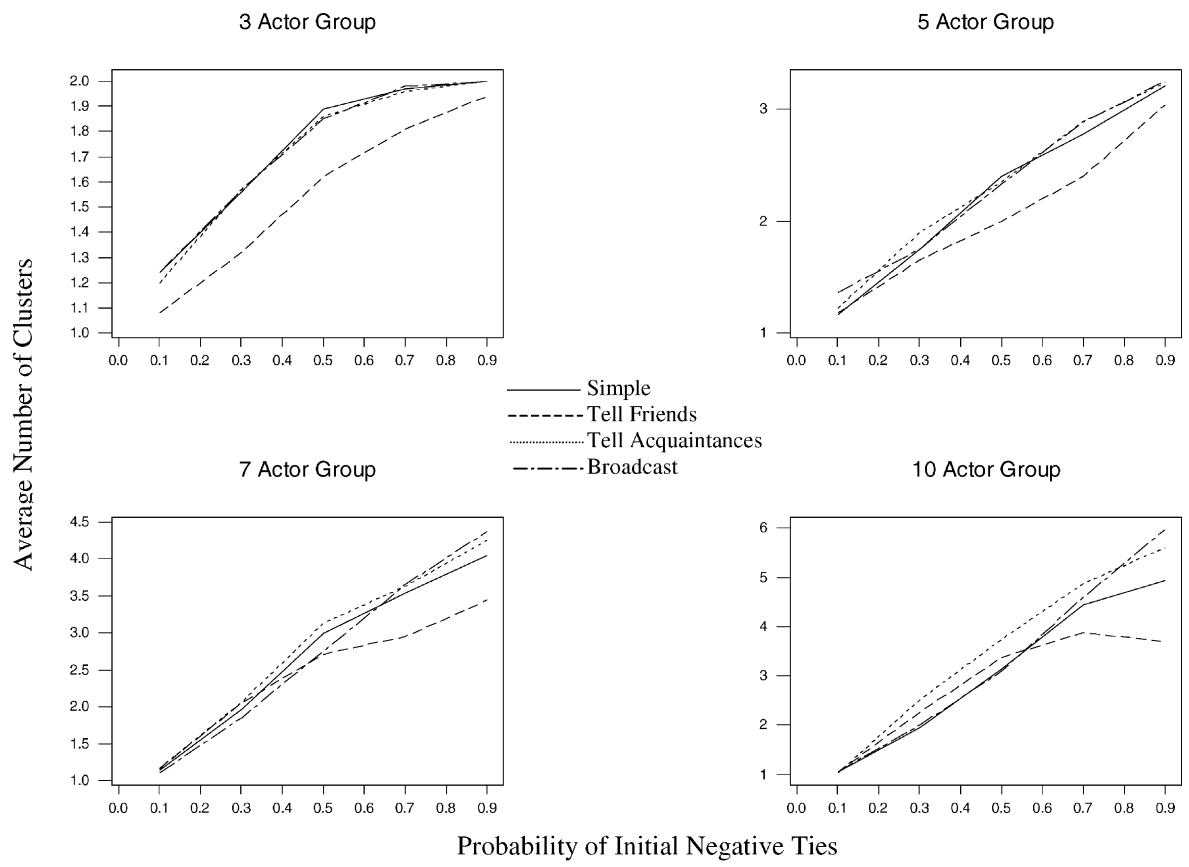 3 Actor Group
2.0
1.9
1.8
1.7
1.6
1.5
1.4
1.3
1.2
1.1
1.0
0.0 0.1 0.2 0.3 0.4 0.5 0.6 0.7 0.8 0.9
5 Actor Group
3
2
1
0.0 0.1 0.2 0.3 0.4 0.5 0.6 0.7 0.8 0.9
Average Number of Clusters
Simple
Tell Friends
Tell Acquaintances
Broadcast
7 Actor Group
4.5
4.0
3.5
3.0
2.5
2.0
1.5
1.0
0.0 0.1 0.2 0.3 0.4 0.5 0.6 0.7 0.8 0.9
10 Actor Group
6
5
4
3
2
1
0.0 0.1 0.2 0.3 0.4 0.5 0.6 0.7 0.8 0.9
Probability of Initial Negative Ties